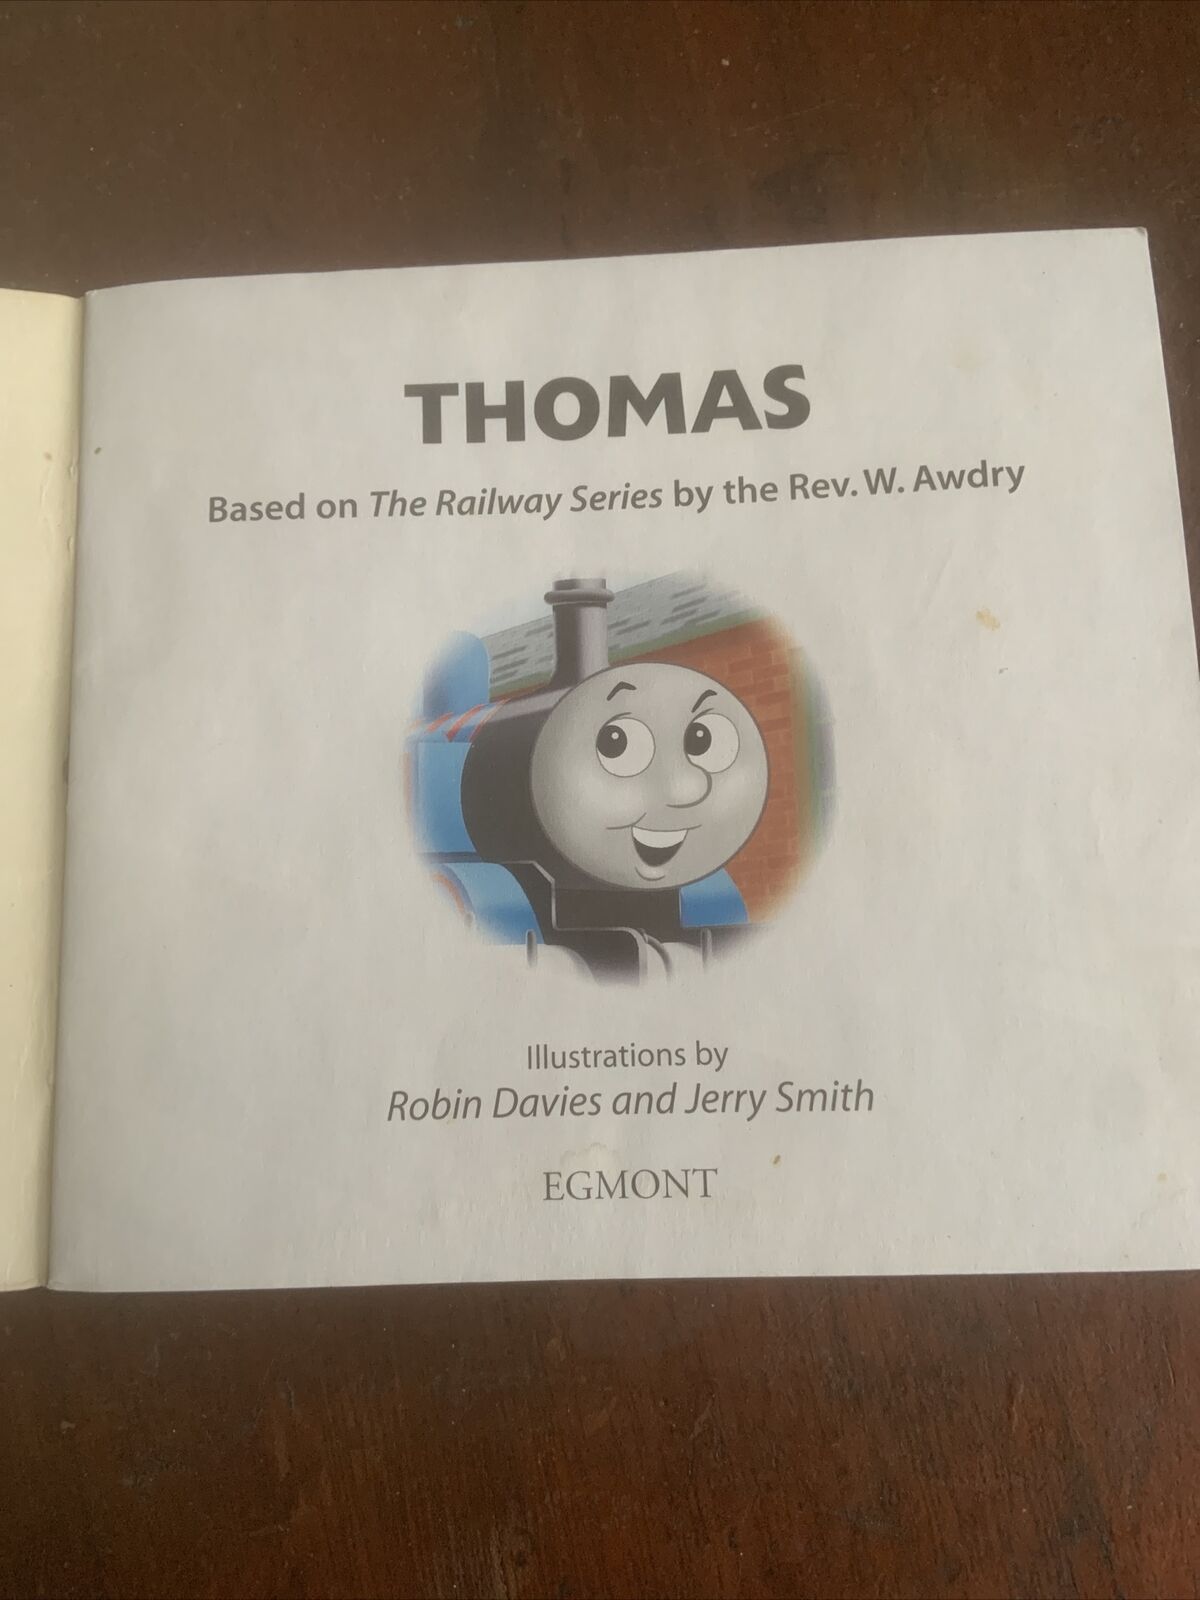 THOMAS
Based on The Railway Series by the Rev. W. Awdry
Illustrations by
Robin Davies and Jerry Smith
EGMONT